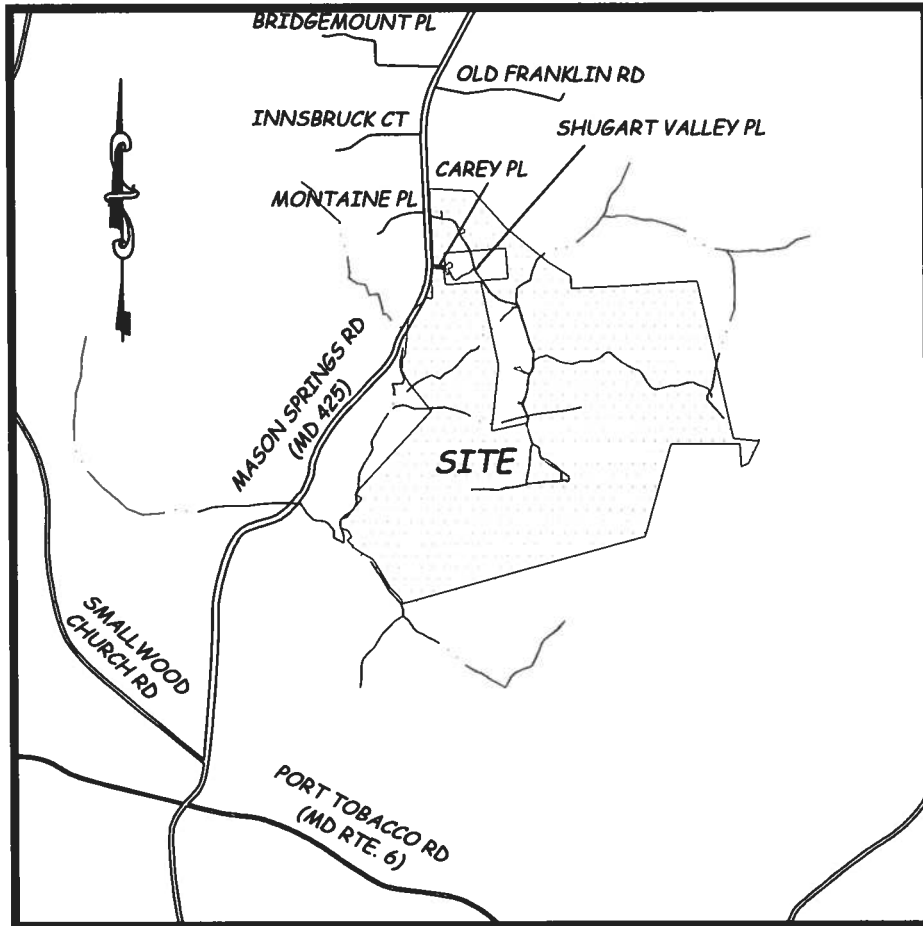 BRIDGEMOUNT PL
OLD FRANKLIN RD
INNSBRUCK CT
SHUGART VALLEY PL
CAREY PL
MONTAINE PL
MASON SPRINGS RD
(MD 425)
SITE
SMALLWOOD
CHURCH RD
PORT TOBACCO RD
(MD RTE. 6)